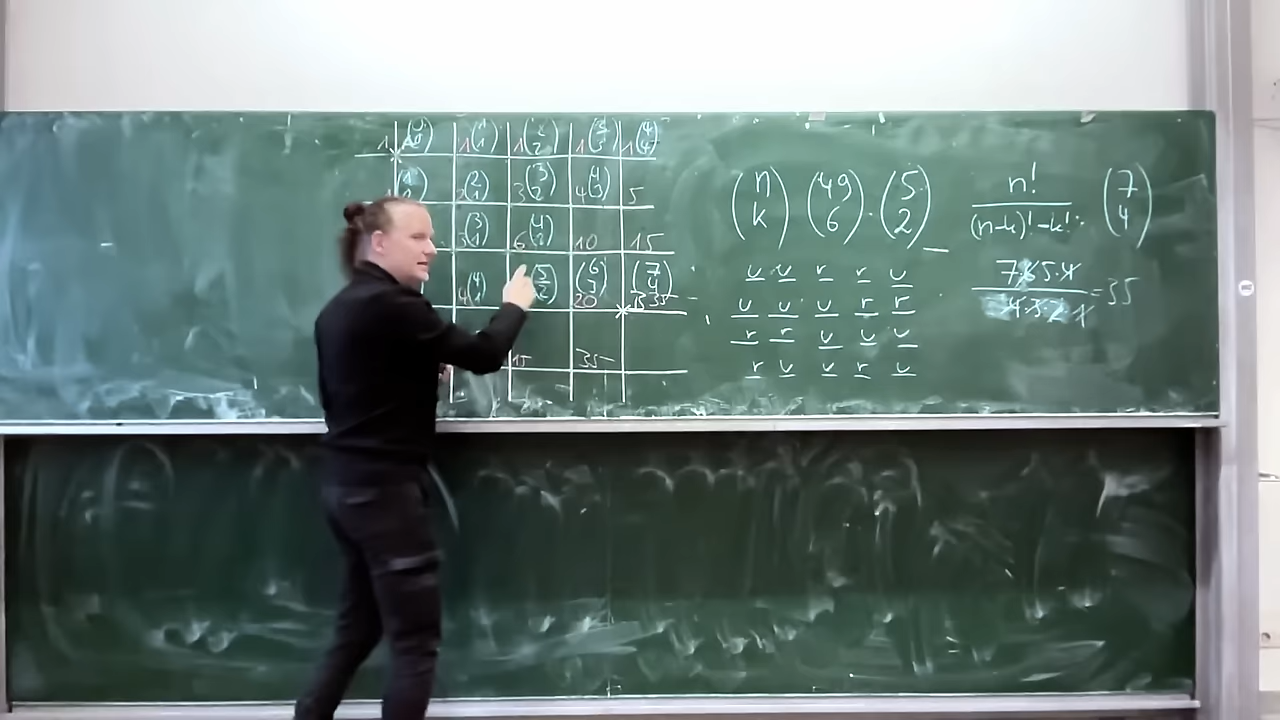 1 1 (1 1) 1 (2 2) 1 (3 3) 1 (4 4)
2 (2 1) 3 (3 2) 4 (4 3) 5
3 (3 1) 6 (4 2) 10 15
4 (4 1) (5 2) (6 3) 20 (7 4) 35
15 35
(n k) (49 6) (5 2)
n! / (n-k)! · k!
(7 4)
u u r r u
u u u r r
r r u u u
r u u r u
7·6·5·4 / 4·3·2·1 = 35